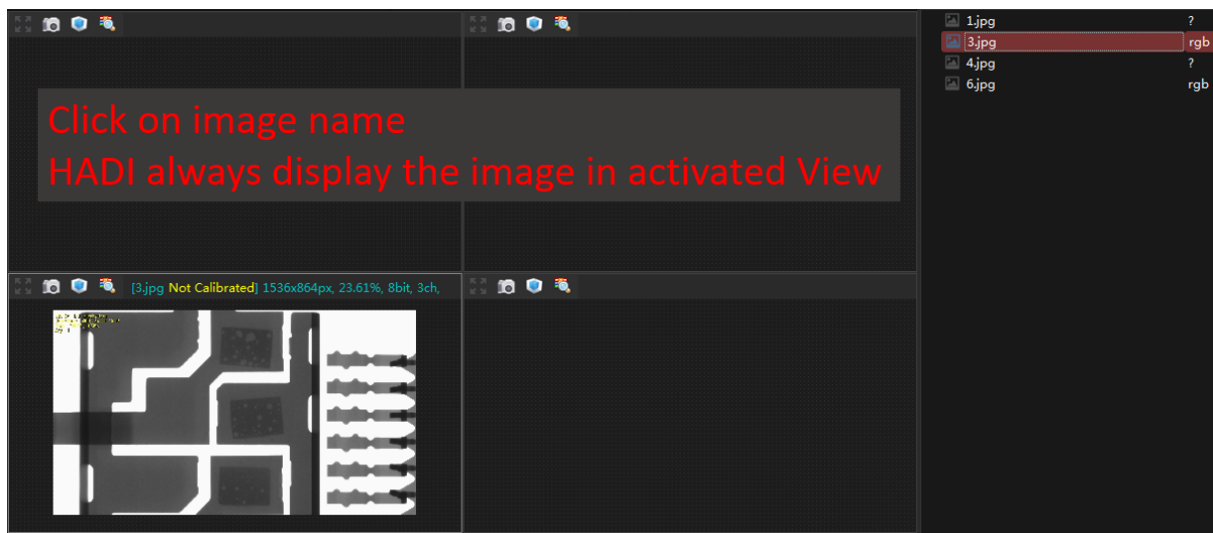 Click on image name
HADI always display the image in activated View
[3.jpg Not Calibrated] 1536x864px, 23.61%, 8bit, 3ch,
1.jpg ?
3.jpg rgb
4.jpg ?
6.jpg rgb